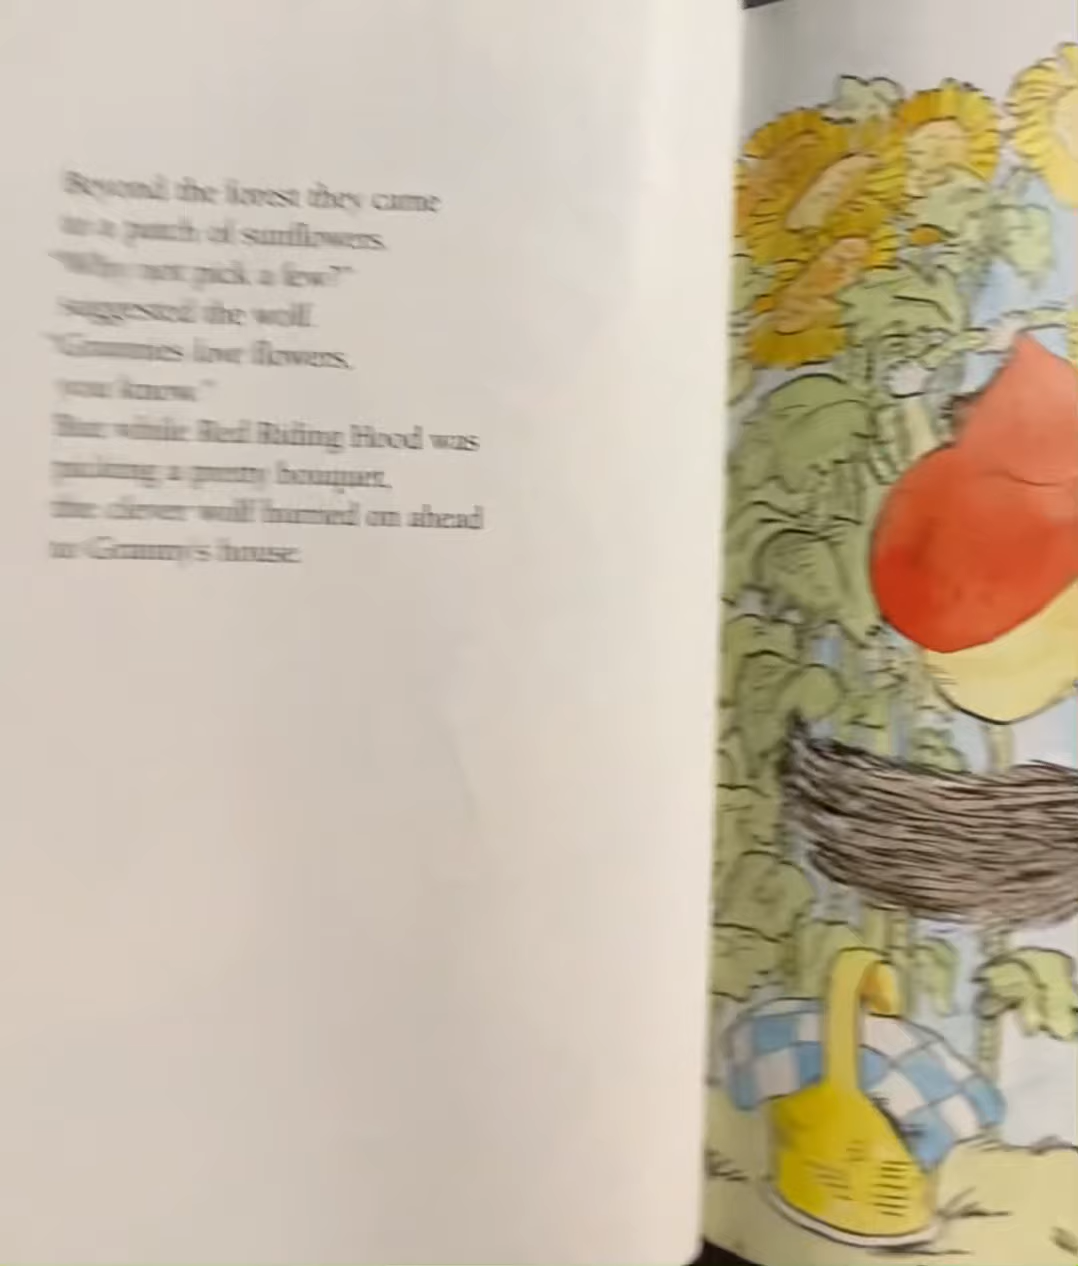 Beyond the forest they came
to a patch of sunflowers.
"Why not pick a few?"
suggested the wolf.
"Grannies love flowers,
you know."
But while Red Riding Hood was
picking a pretty bouquet,
the clever wolf hurried on ahead
to Granny's house.